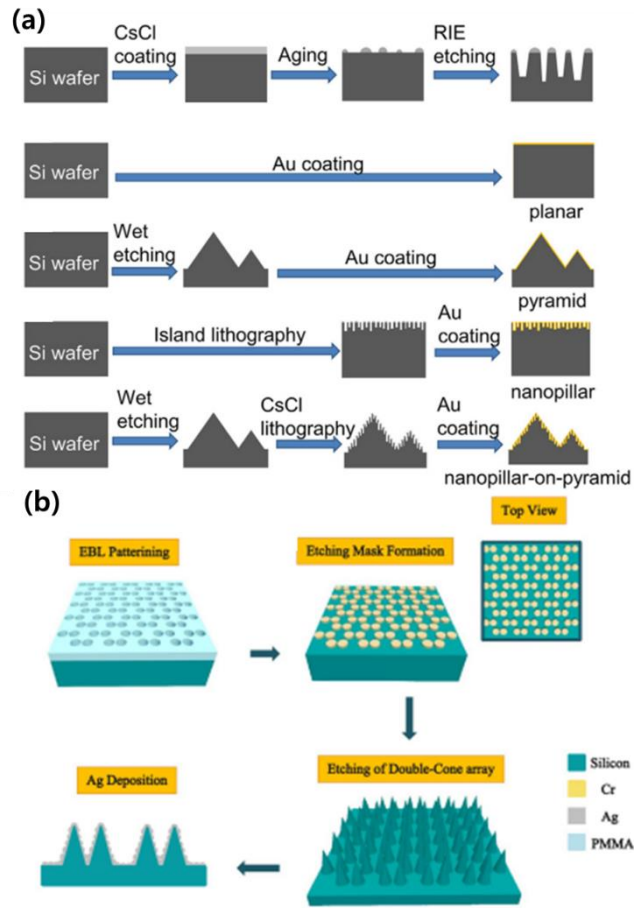 (a)
CsCl
coating
Aging
RIE
etching
Si wafer
Si wafer
Au coating
planar
Wet
etching
Si wafer
Au coating
pyramid
Si wafer
Island lithography
Au
coating
nanopillar
Wet
etching
CsCl
lithography
Au
coating
Si wafer
nanopillar-on-pyramid
(b)
Top View
EBL Patterining
Etching Mask Formation
Ag Deposition
Etching of Double-Cone array
Silicon
Cr
Ag
PMMA